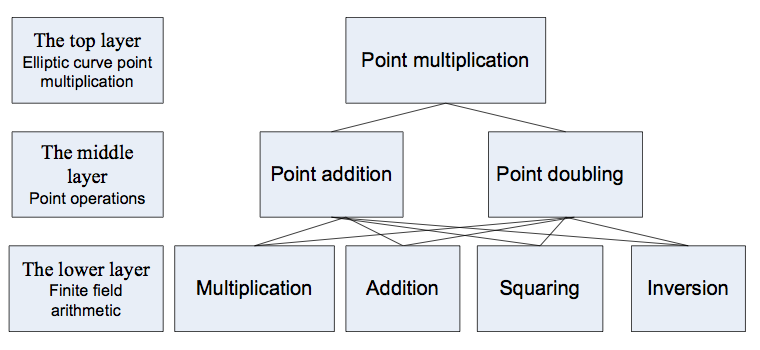 The top layer
Elliptic curve point
multiplication
Point multiplication
The middle
layer
Point operations
Point addition
Point doubling
The lower layer
Finite field
arithmetic
Multiplication
Addition
Squaring
Inversion